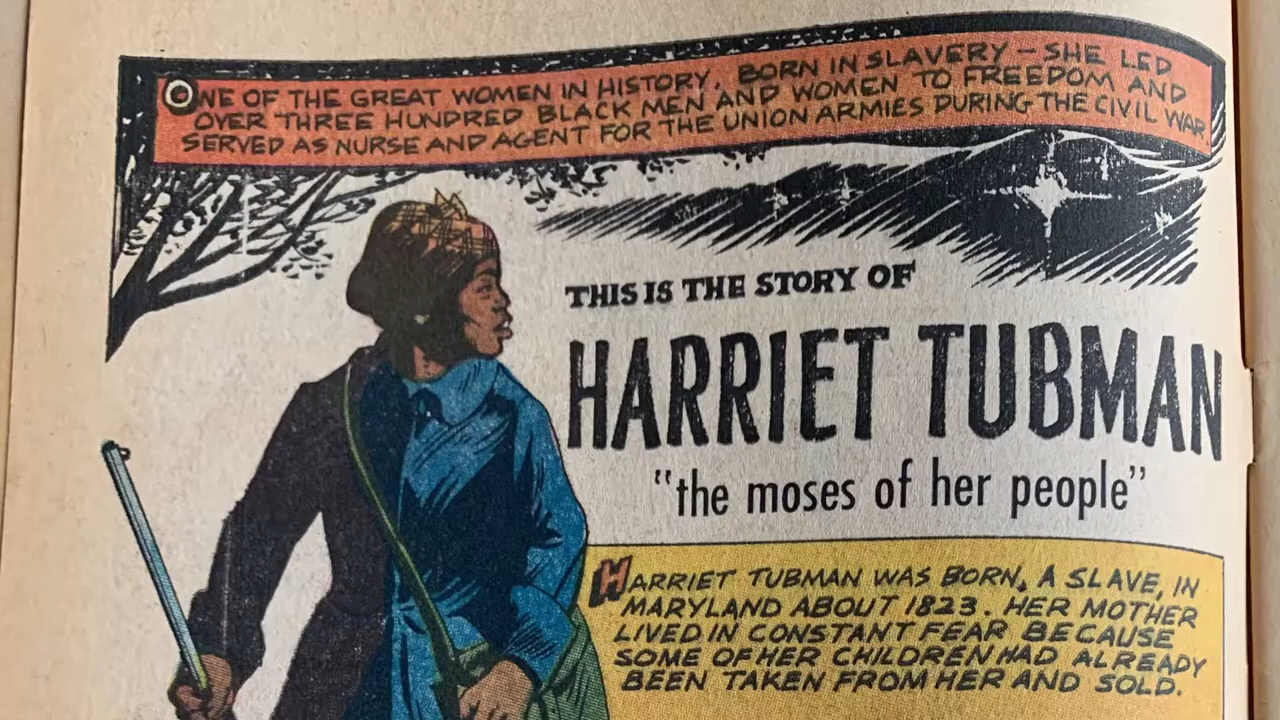 ONE OF THE GREAT WOMEN IN HISTORY. BORN IN SLAVERY – SHE LED
OVER THREE HUNDRED BLACK MEN AND WOMEN TO FREEDOM AND
SERVED AS NURSE AND AGENT FOR THE UNION ARMIES DURING THE CIVIL WAR.
THIS IS THE STORY OF
HARRIET TUBMAN
"the moses of her people"
HARRIET TUBMAN WAS BORN, A SLAVE, IN
MARYLAND ABOUT 1823. HER MOTHER
LIVED IN CONSTANT FEAR BECAUSE
SOME OF HER CHILDREN HAD ALREADY
BEEN TAKEN FROM HER AND SOLD.